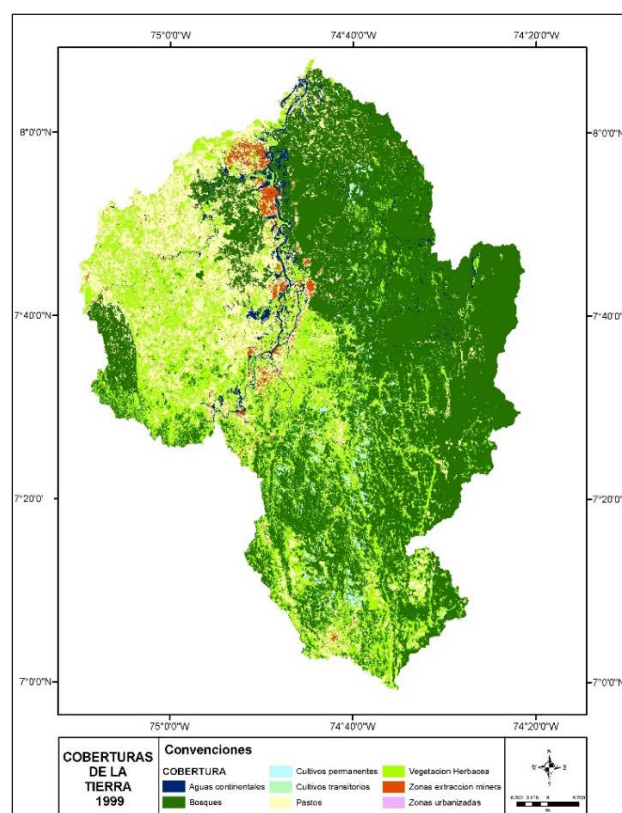 75°0'0"W 74°40'0"W 74°20'0"W
8°0'0"N 8°0'0"N
7°40'0"N 7°40'0"N
7°20'0' 7°20'0"N
7°0'0"N 7°0'0"N
75°0'0"W 74°40'0"W 74°20'0"W
COBERTURAS
DE LA
TIERRA
1999
Convenciones
COBERTURA
Aguas continentales
Bosques
Cultivos permanentes
Cultivos transitorios
Pastos
Vegetacion Herbacea
Zonas extraccion minera
Zonas urbanizadas
N